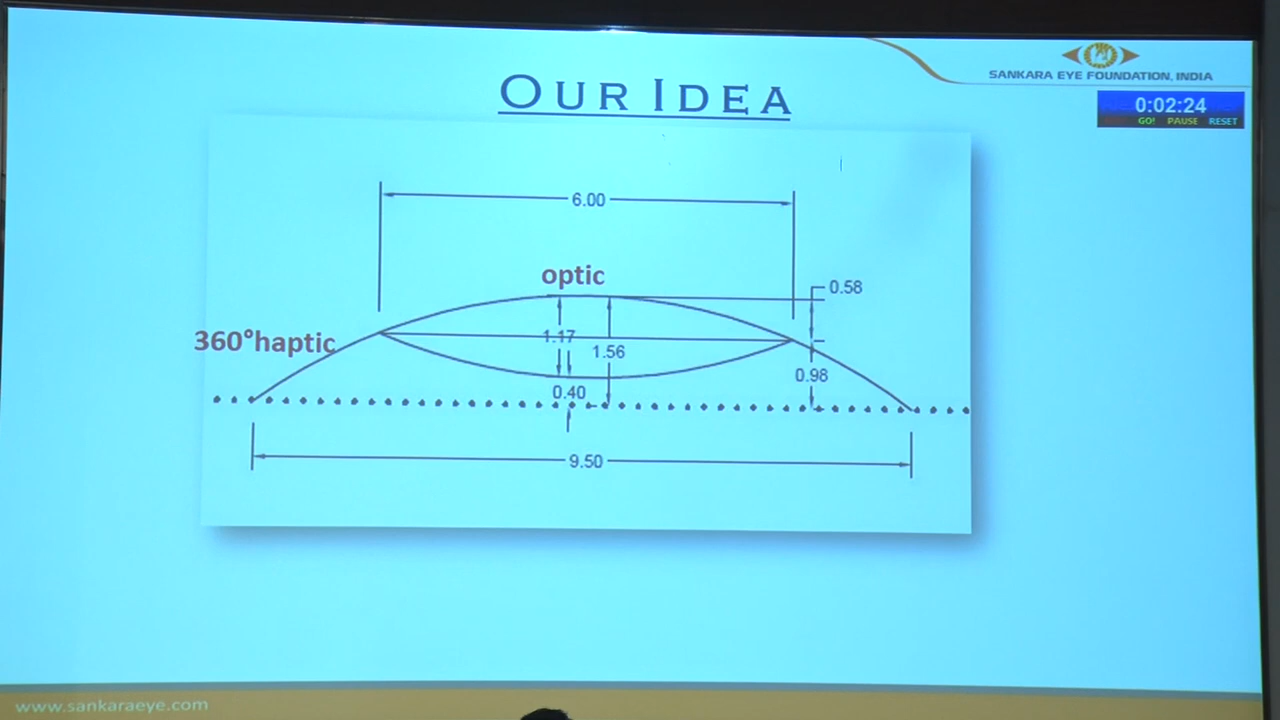 OUR IDEA
SANKARA EYE FOUNDATION, INDIA
0:02:24
GO! PAUSE RESET
6.00
optic
0.58
360°haptic
1.17
1.56
0.98
0.40
9.50
www.sankaraeye.com